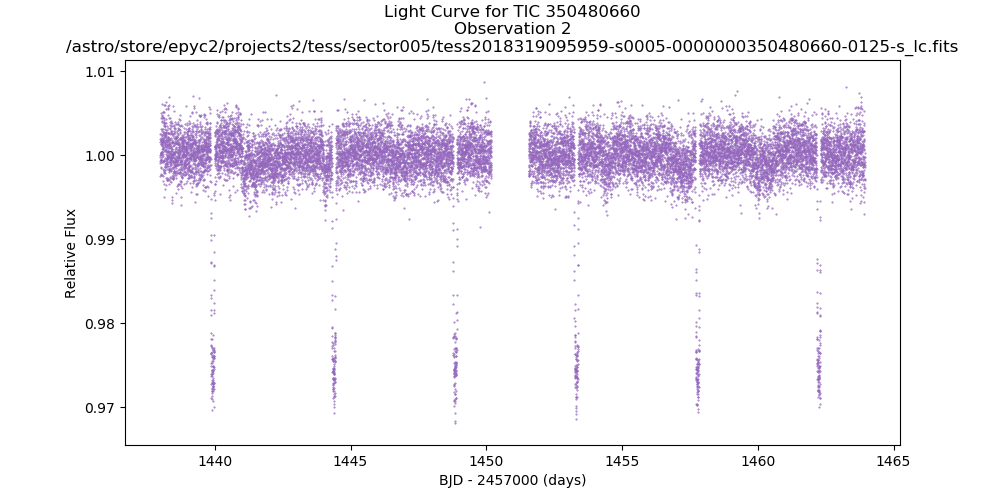 Light Curve for TIC 350480660
Observation 2
/astro/store/epyc2/projects2/tess/sector005/tess2018319095959-s0005-0000000350480660-0125-s_lc.fits
1.01
1.00
0.99
0.98
0.97
Relative Flux
1440 1445 1450 1455 1460 1465
BJD - 2457000 (days)